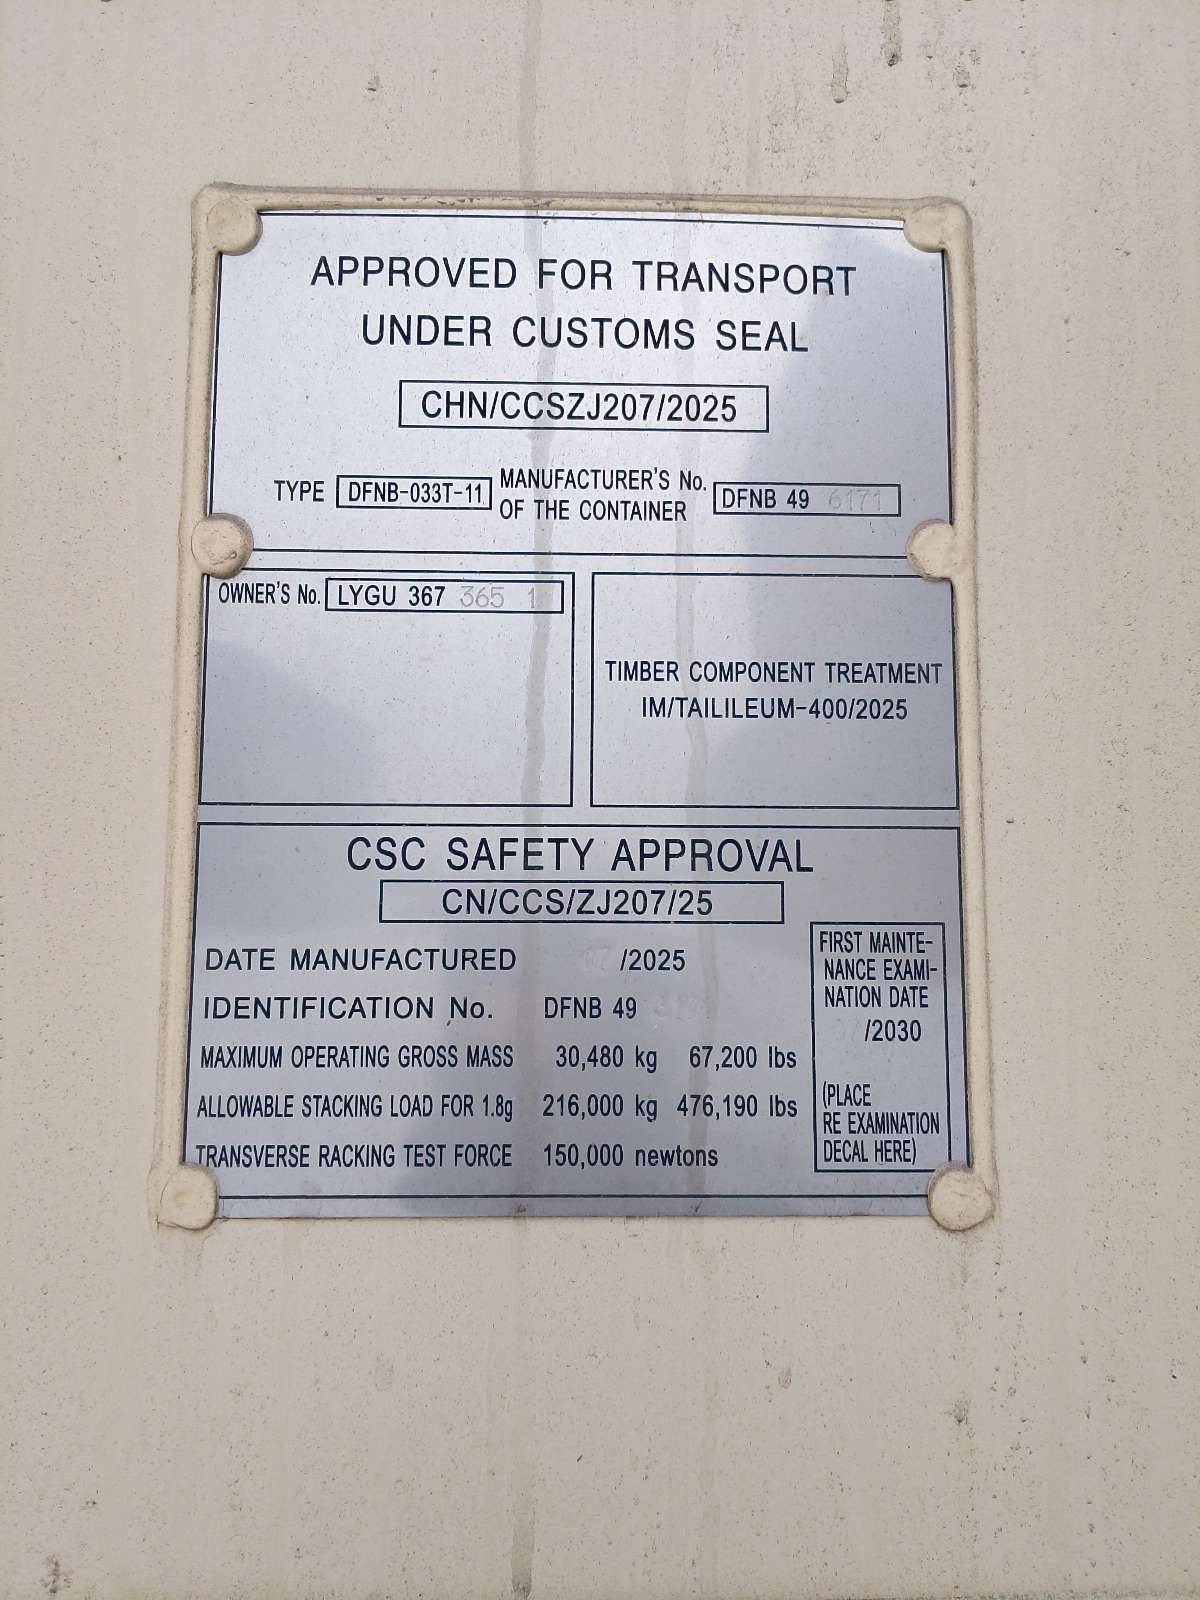 APPROVED FOR TRANSPORT
UNDER CUSTOMS SEAL
CHN/CCSZJ207/2025
TYPE DFNB-033T-11 MANUFACTURER'S No. OF THE CONTAINER DFNB 49 6171
OWNER'S No. LYGU 367 365 1
TIMBER COMPONENT TREATMENT
IM/TAILILEUM-400/2025
CSC SAFETY APPROVAL
CN/CCS/ZJ207/25
DATE MANUFACTURED /2025
IDENTIFICATION No. DFNB 49
MAXIMUM OPERATING GROSS MASS 30,480 kg 67,200 lbs
ALLOWABLE STACKING LOAD FOR 1.8g 216,000 kg 476,190 lbs
TRANSVERSE RACKING TEST FORCE 150,000 newtons
FIRST MAINTE-
NANCE EXAMI-
NATION DATE
/2030
(PLACE
RE EXAMINATION
DECAL HERE)